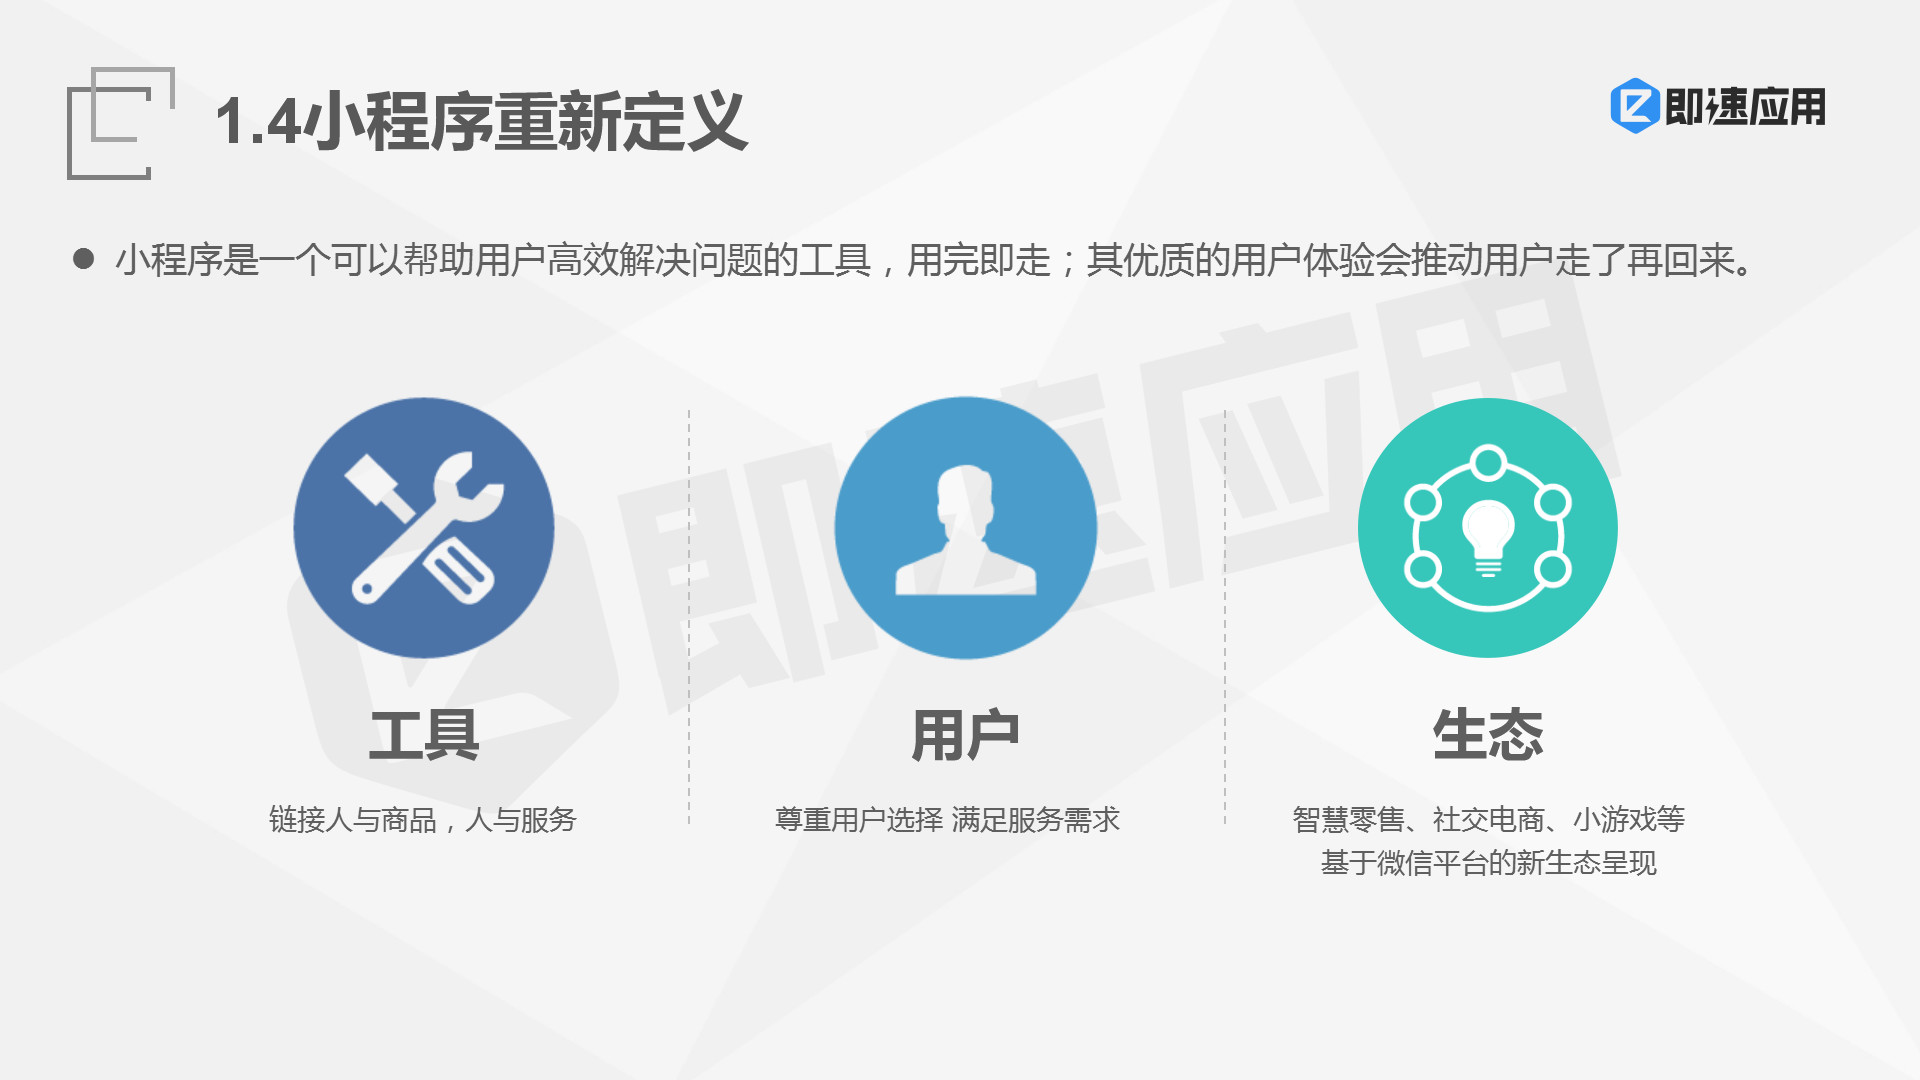 1.4小程序重新定义
即速应用
小程序是一个可以帮助用户高效解决问题的工具，用完即走；其优质的用户体验会推动用户走了再回来。
即速应用
工具
用户
生态
链接人与商品，人与服务
尊重用户选择 满足服务需求
智慧零售、社交电商、小游戏等
基于微信平台的新生态呈现